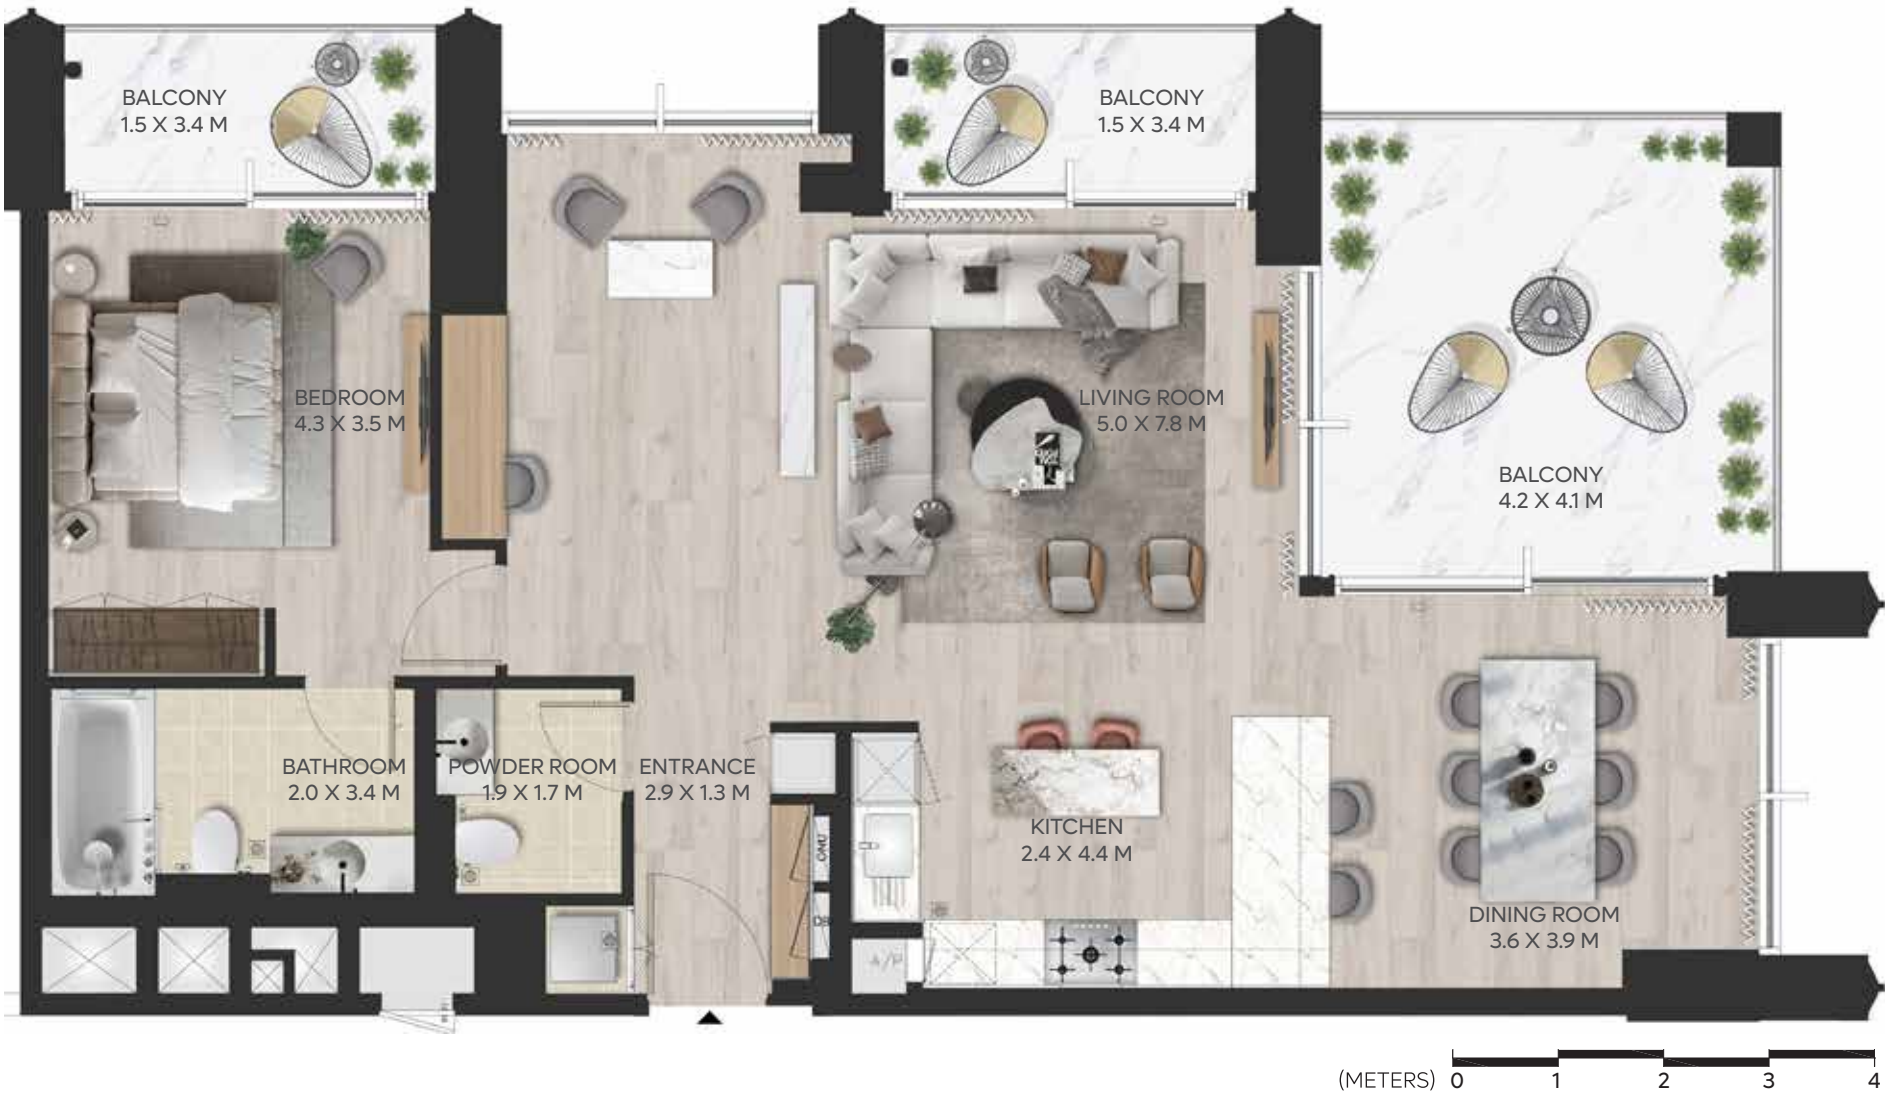 BALCONY
1.5 X 3.4 M
BALCONY
1.5 X 3.4 M
BEDROOM
4.3 X 3.5 M
LIVING ROOM
5.0 X 7.8 M
BALCONY
4.2 X 4.1 M
BATHROOM
2.0 X 3.4 M
POWDER ROOM
1.9 X 1.7 M
ENTRANCE
2.9 X 1.3 M
KITCHEN
2.4 X 4.4 M
DINING ROOM
3.6 X 3.9 M
DB
A/P
(METERS) 0 1 2 3 4